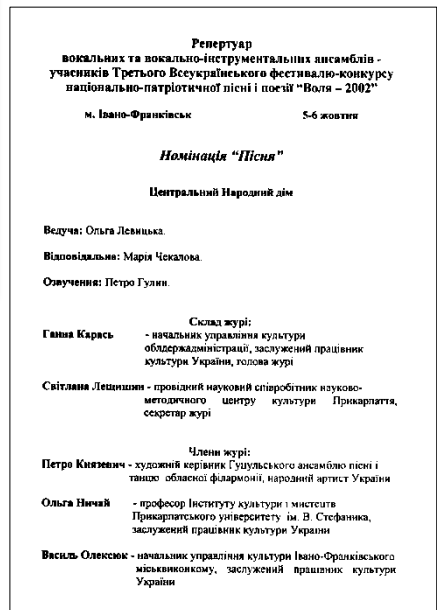 Репертуар
вокальних та вокально-інструментальних ансамблів -
учасників Третього Всеукраїнського фестивалю-конкурсу
національно-патріотичної пісні і поезії “Воля – 2002”
м. Івано-Франківськ 5-6 жовтня
Номінація “Пісня”
Центральний Народний дім
Ведуча: Ольга Левицька.
Відповідальна: Марія Чекалова.
Озвучення: Петро Гулин.
Склад журі:
Ганна Карась - начальник управління культури
облдержадміністрації, заслужений працівник
культури України, голова журі
Світлана Лещишин - провідний науковий співробітник науково-
методичного центру культури Прикарпаття,
секретар журі
Члени журі:
Петро Князевич - художній керівник Гуцульського ансамблю пісні і
танцю обласної філармонії, народний артист України
Ольга Ничай - професор Інституту культури і мистецтв
Прикарпатського університету ім. В. Стефаника,
заслужений працівник культури України
Василь Олексюк - начальник управління культури Івано-Франківського
міськвиконкому, заслужений працівник культури
України